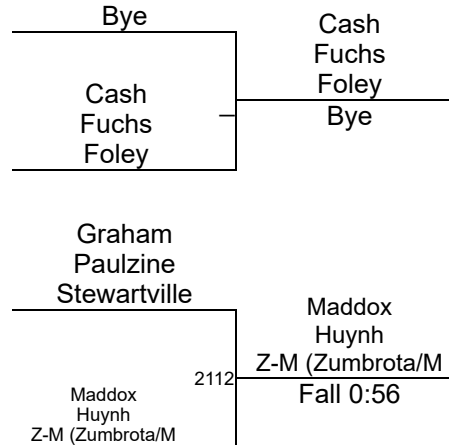 Bye
Cash
Fuchs
Foley
Cash
Fuchs
Foley
Bye
Graham
Paulzine
Stewartville
2112
Maddox
Huynh
Z-M (Zumbrota/M
Fall 0:56
Maddox
Huynh
Z-M (Zumbrota/M